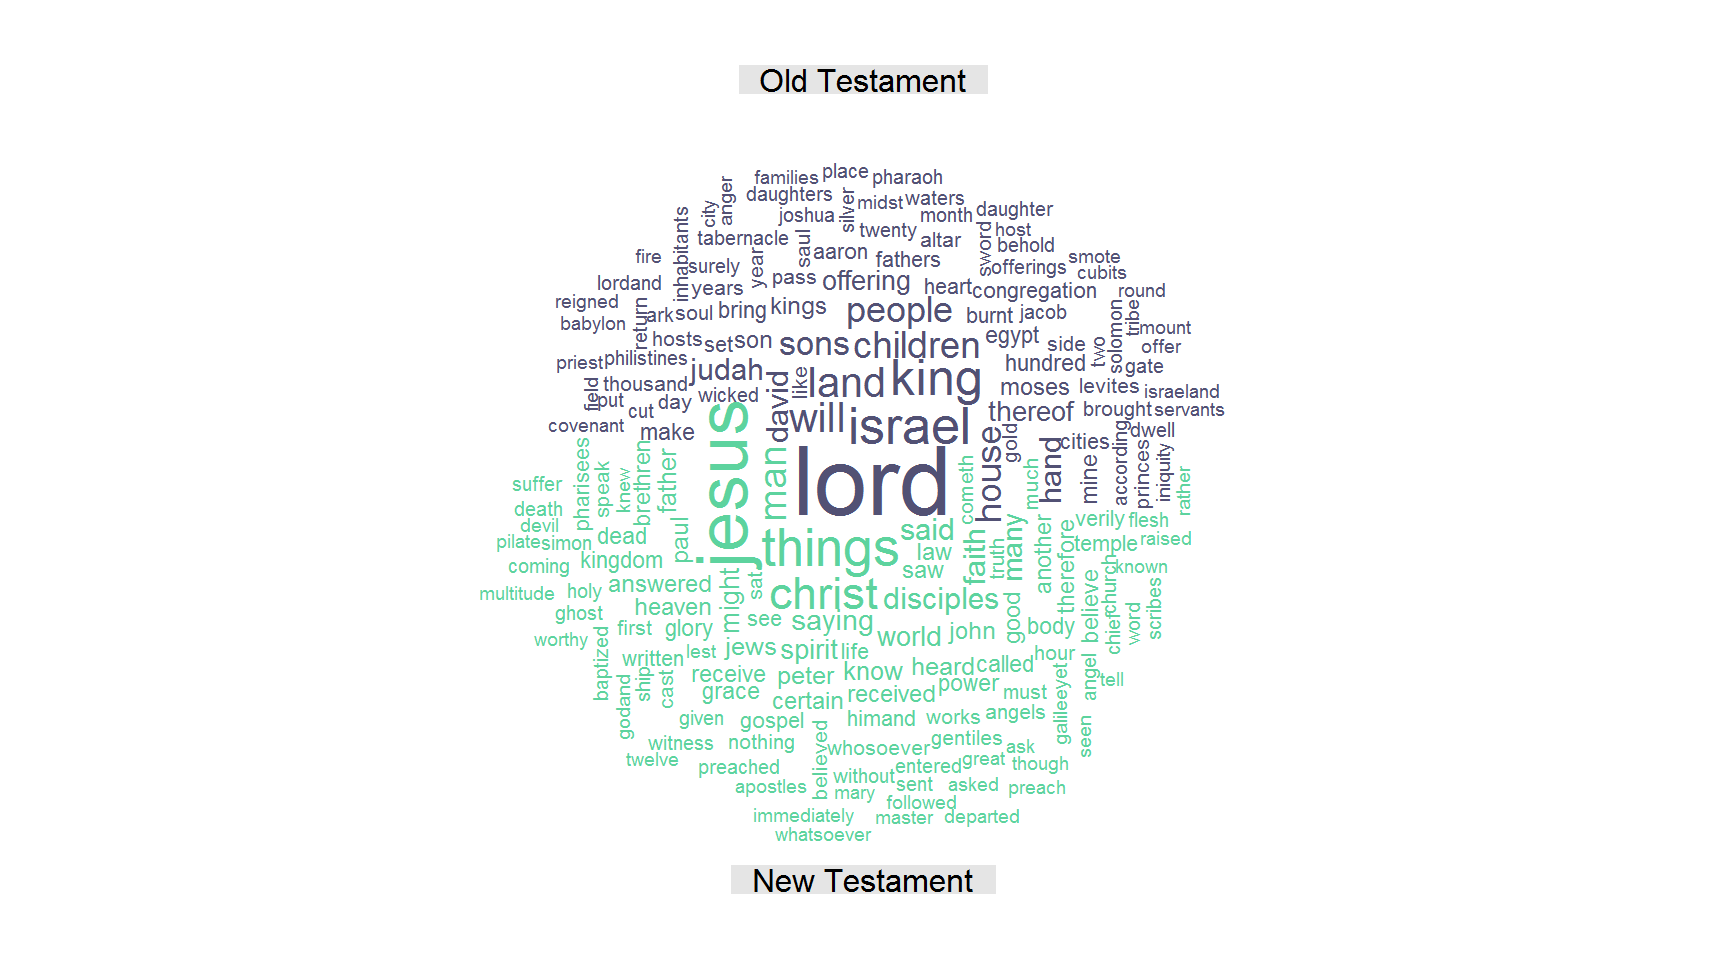 Old Testament
families place pharaoh
anger daughters silver midst waters
city joshua month daughter
inhabitants tabernacle saul twenty altar sword host
fire surely year aaron fathers behold smote
lordand years pass offering heart offerings cubits
reigned ark soul bring kings people congregation round
babylon return hosts set son sons children burnt jacob solomon tribe mount
priest philistines judah egypt side two offer
field thousand wicked david like land king hundred gate
put cut day moses levites israeland
covenant make will israel thereof brought servants
house gold hand cities according dwell
lord mine princes iniquity
jesus man
suffer pharisees speak knew brethren father cometh much rather
death devil dead paul things said many another verily flesh
pilate simon kingdom law faith truth therefore temple raised
coming answered might sat saw known
multitude holy heaven christ disciples good believe church scribes
ghost first glory see saying world john body chief word
worthy written lest jews spirit life hour
baptized ship cast receive peter know heard called angel tell
godand grace certain received power must galileeyet
given gospel himand works angels seen
witness nothing believed whosoever gentiles ask
twelve preached without entered great though
apostles mary sent asked preach
immediately followed master departed
whatsoever
New Testament